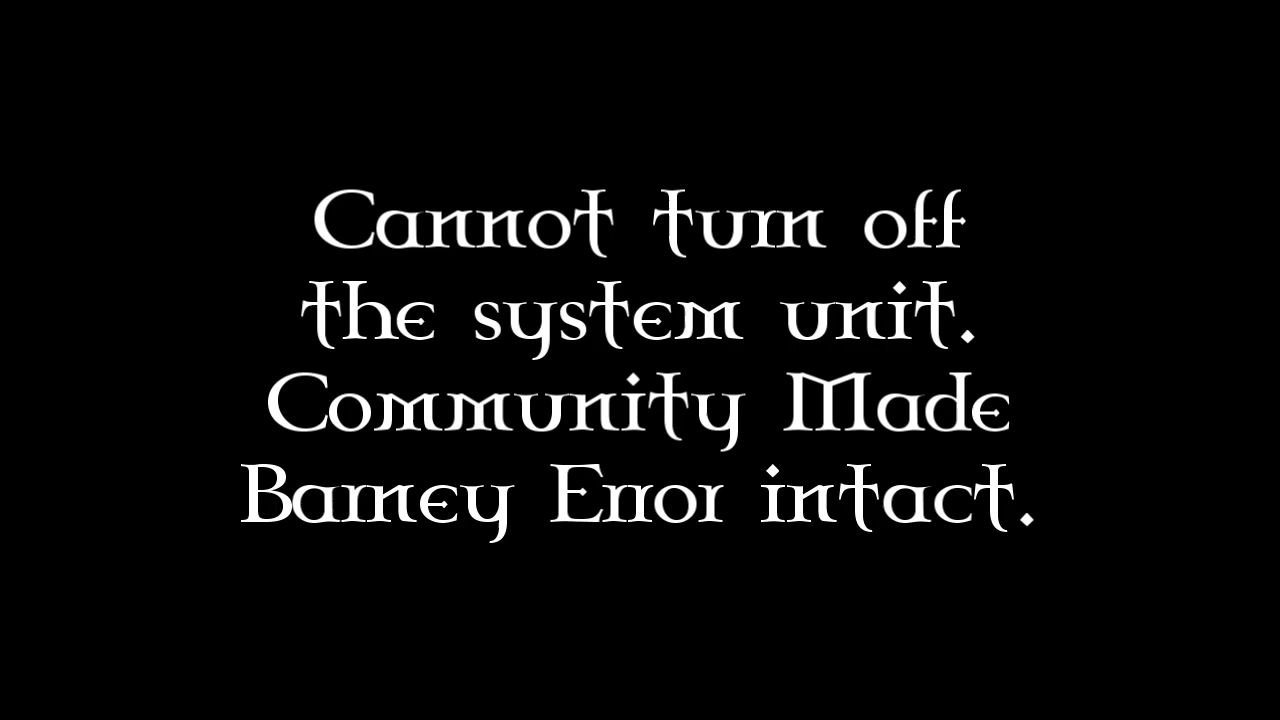 Cannot turn off
the system unit.
Community Made
Barney Error intact.